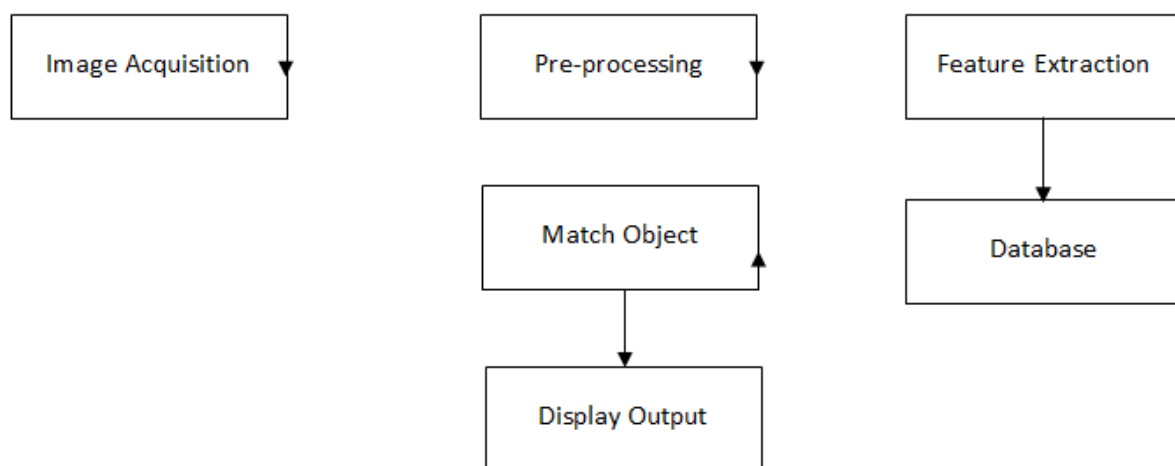 Image Acquisition
Pre-processing
Feature Extraction
Match Object
Database
Display Output